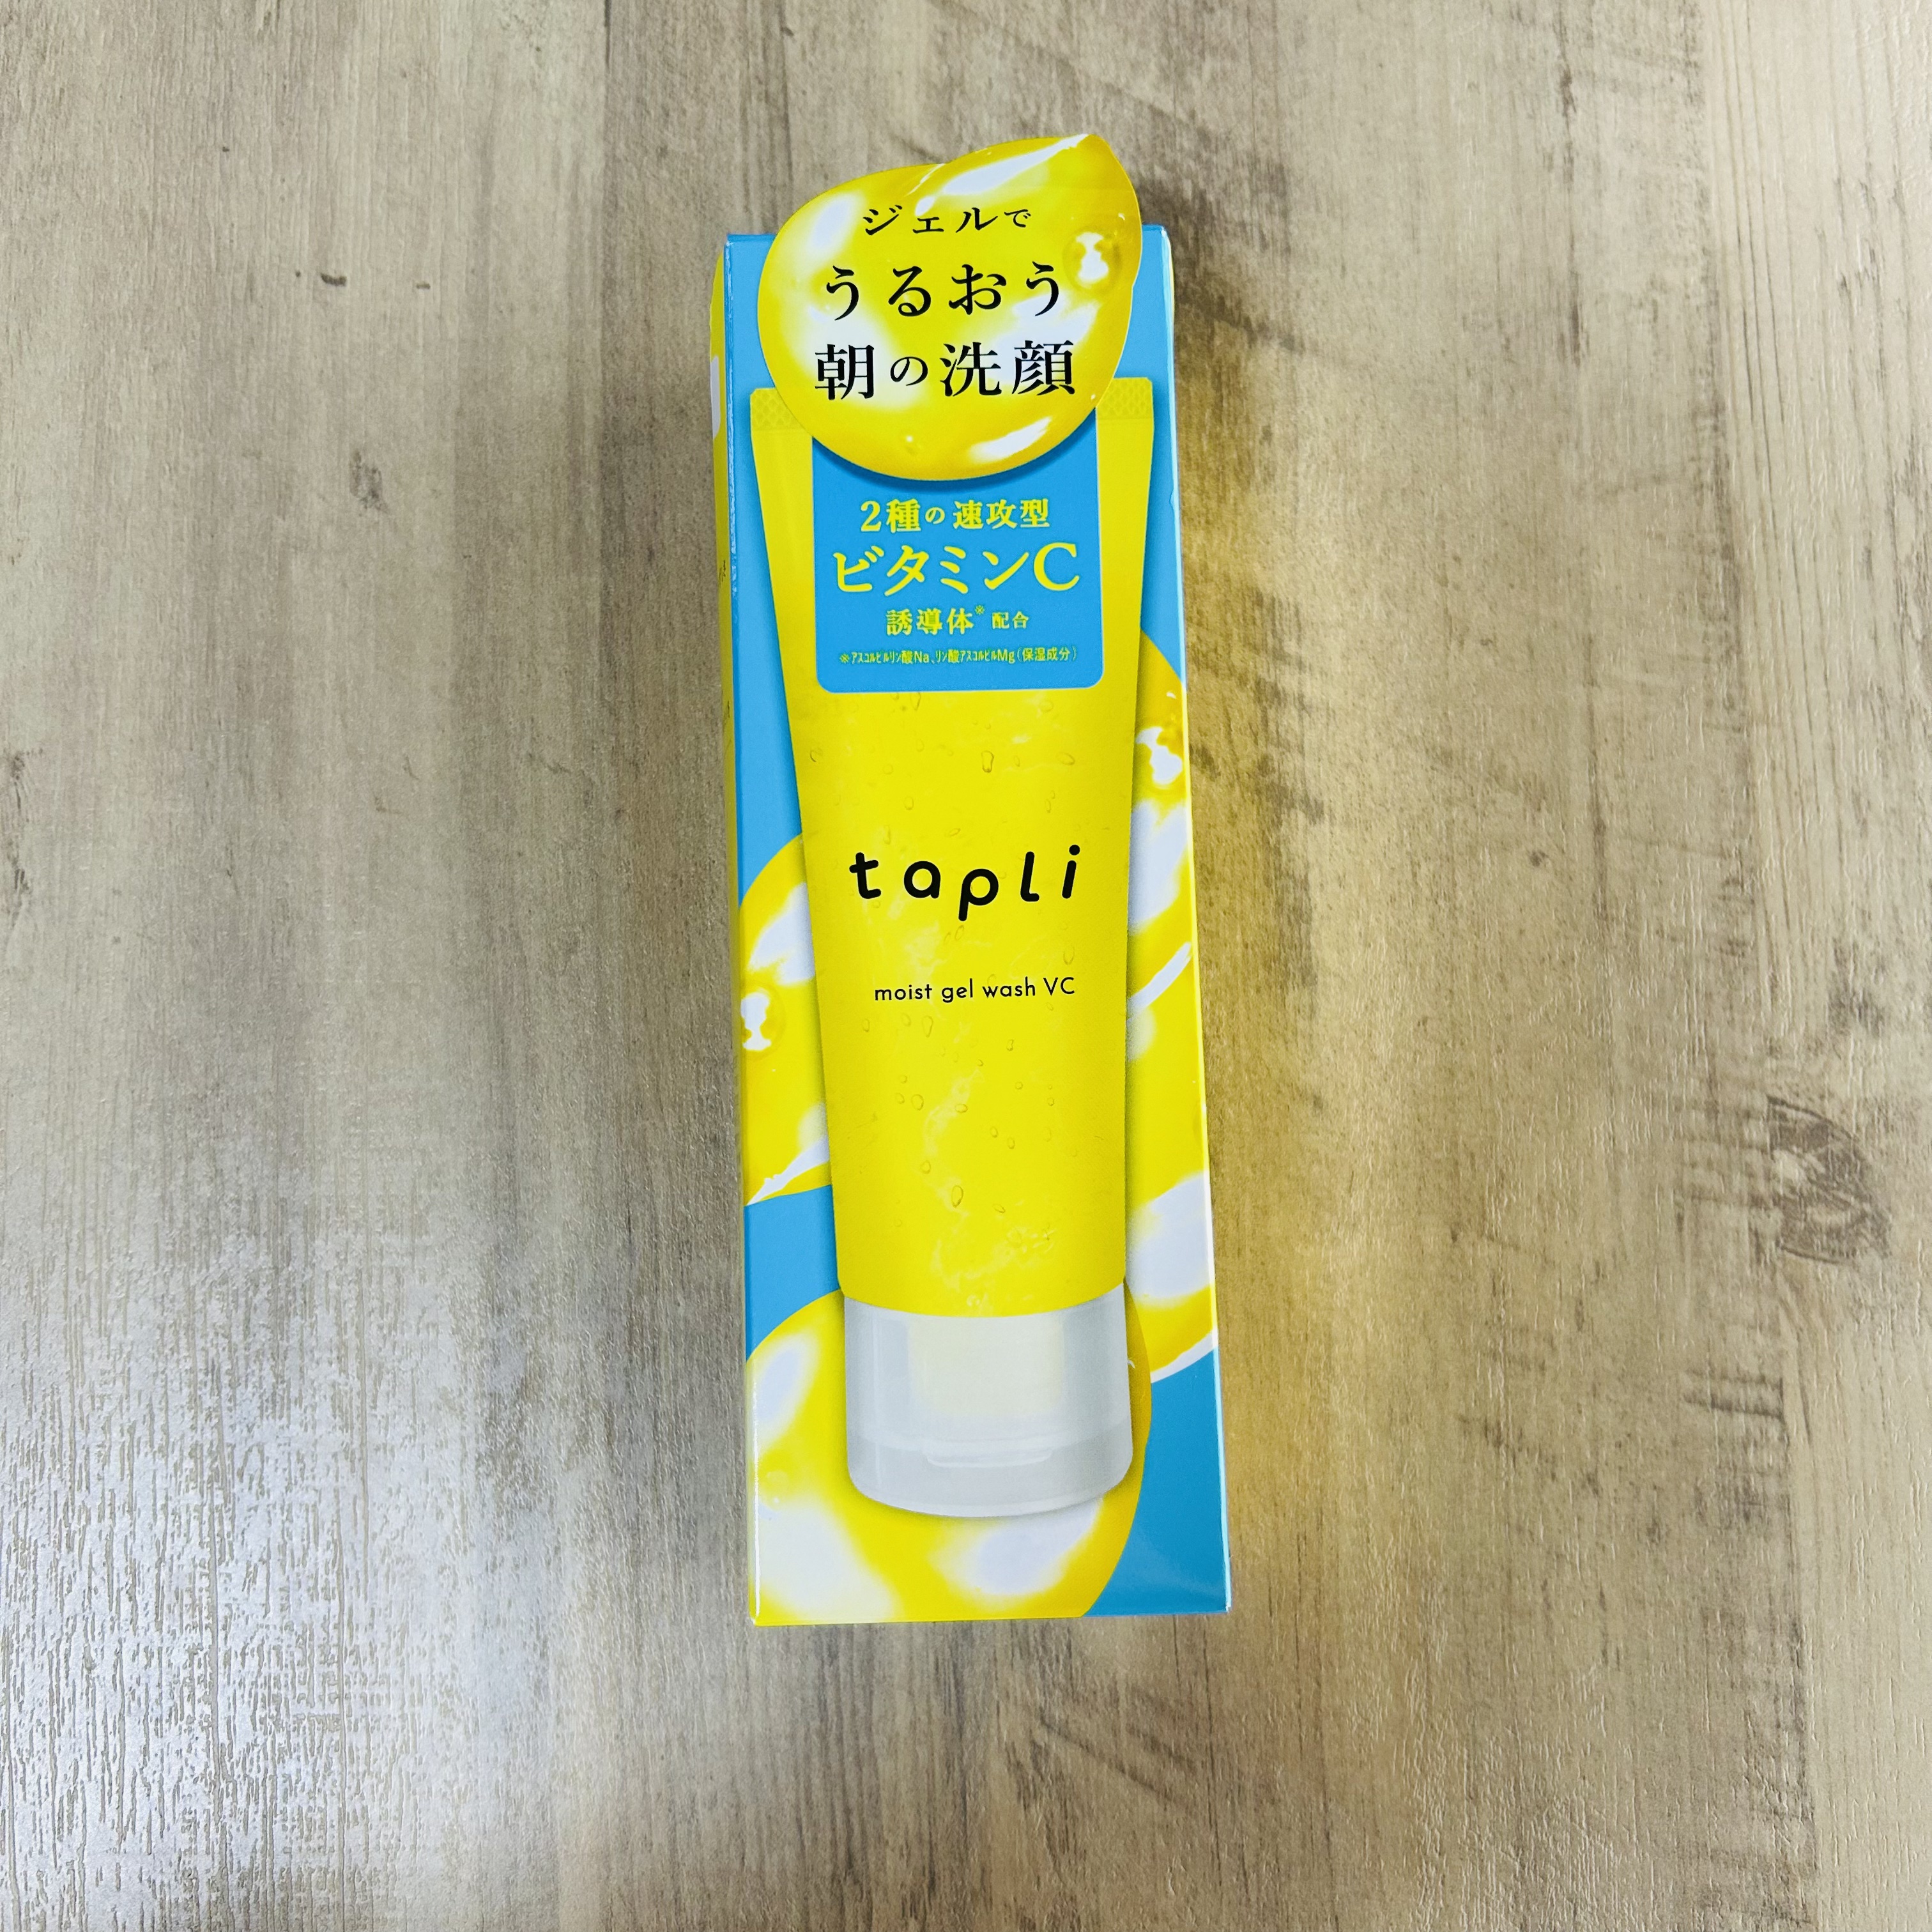 ジェルで
うるおう
朝の洗顔
2種の速攻型
ビタミンC
誘導体※ 配合
※アスコルビルリン酸Na、リン酸アスコルビルMg(保湿成分)
tapli
moist gel wash VC